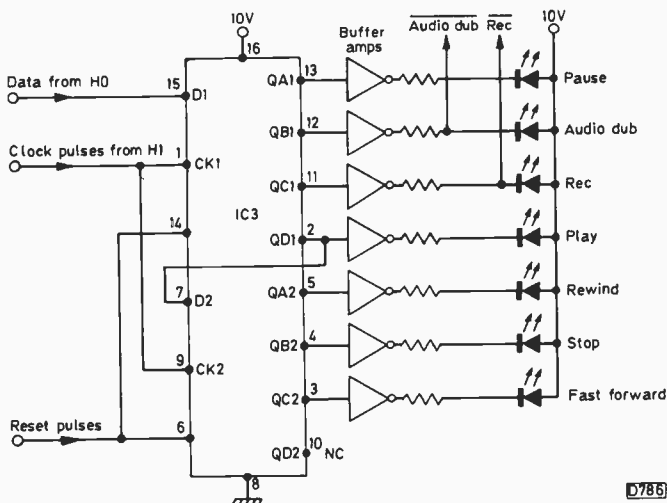 10V
16
Buffer
amps
Audio dub
Rec
10V
Data from H0
15
D1
QA1
13
Pause
QB1
12
Audio dub
Clock pulses from H1
1
CK1
QC1
11
Rec
IC3
14
QD1
2
Play
7
D2
QA2
5
Rewind
QB2
4
Stop
9
CK2
QC2
3
Fast forward
Reset pulses
6
QD2
10
NC
8
D786